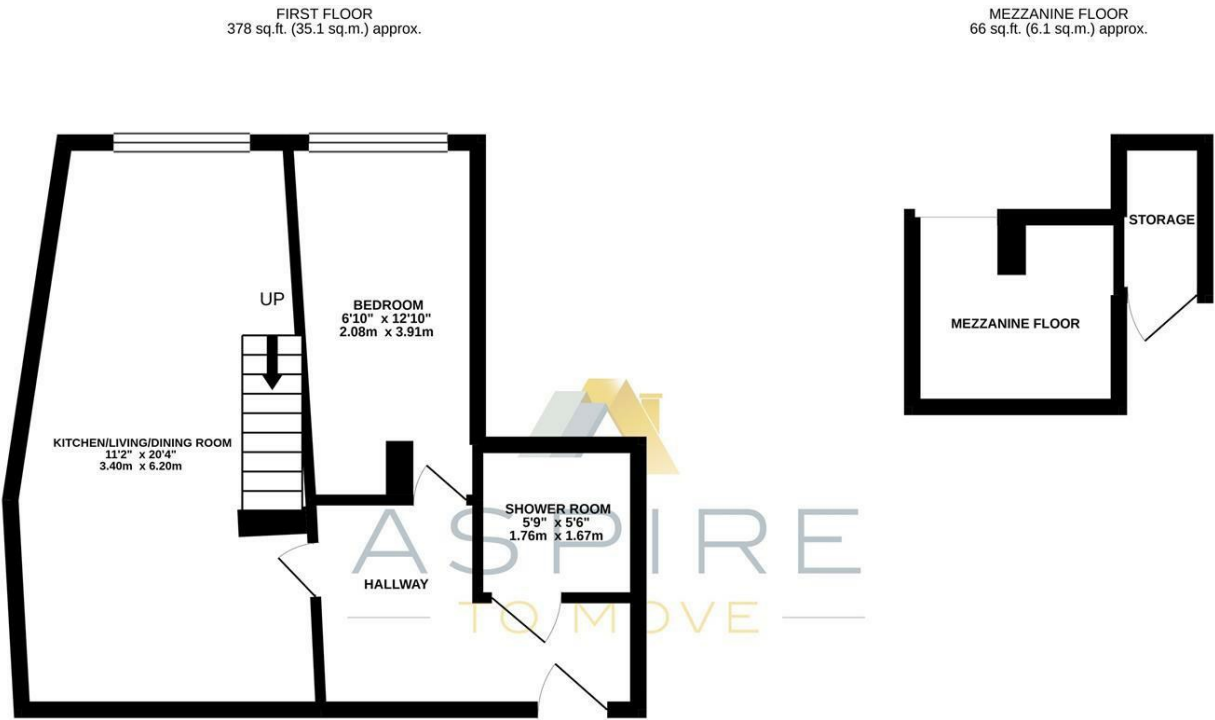 FIRST FLOOR
378 sq.ft. (35.1 sq.m.) approx.
MEZZANINE FLOOR
66 sq.ft. (6.1 sq.m.) approx.
STORAGE
MEZZANINE FLOOR
UP
BEDROOM
6'10" x 12'10"
2.08m x 3.91m
KITCHEN/LIVING/DINING ROOM
11'2" x 20'4"
3.40m x 6.20m
SHOWER ROOM
5'9" x 5'6"
1.76m x 1.67m
HALLWAY
ASPIRE
TO MOVE